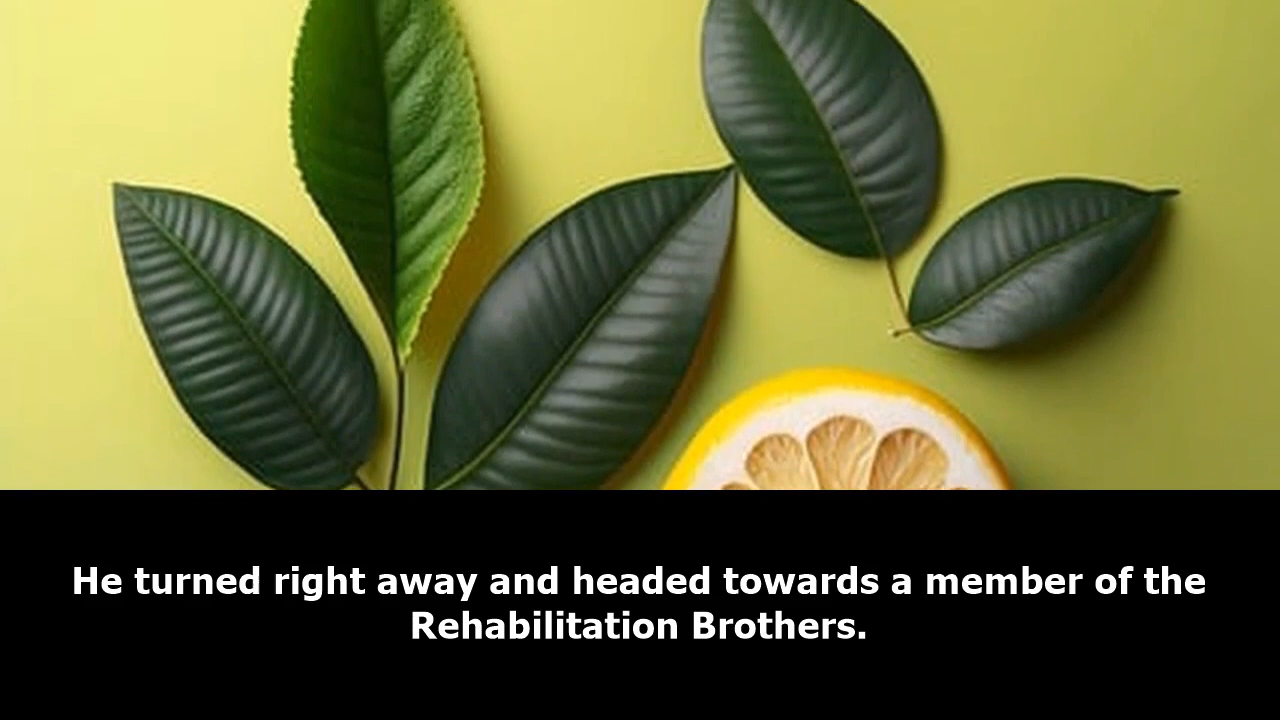 He turned right away and headed towards a member of the
Rehabilitation Brothers.